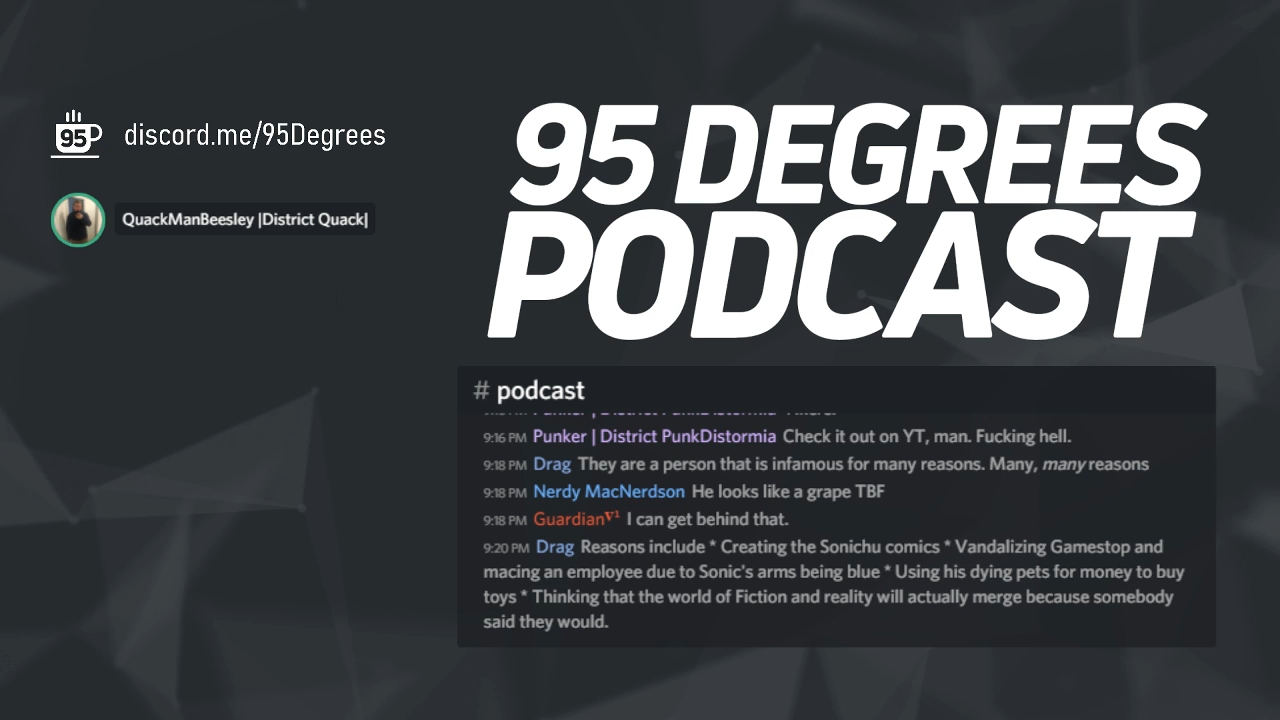 95
discord.me/95Degrees
QuackManBeesley |District Quack|
95 DEGREES
PODCAST
# podcast
9:16 PM Punker | District PunkDistormia Check it out on YT, man. Fucking hell.
9:18 PM Drag They are a person that is infamous for many reasons. Many, many reasons
9:18 PM Nerdy MacNerdson He looks like a grape TBF
9:18 PM Guardianⱽ¹ I can get behind that.
9:20 PM Drag Reasons include * Creating the Sonichu comics * Vandalizing Gamestop and
macing an employee due to Sonic's arms being blue * Using his dying pets for money to buy
toys * Thinking that the world of Fiction and reality will actually merge because somebody
said they would.